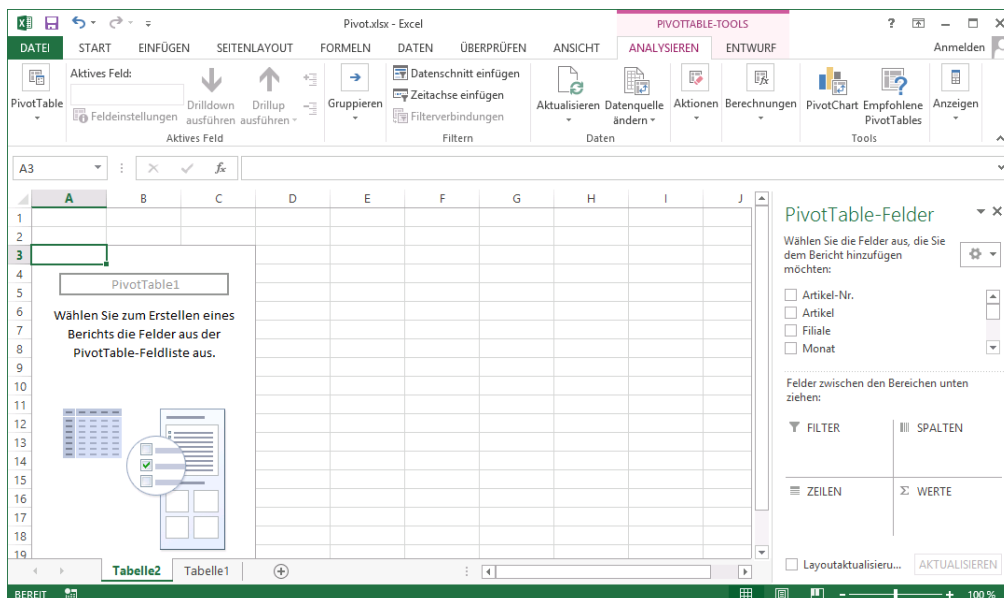 Pivot.xlsx - Excel
PIVOTTABLE-TOOLS
?
DATEI START EINFÜGEN SEITENLAYOUT FORMELN DATEN ÜBERPRÜFEN ANSICHT ANALYSIEREN ENTWURF Anmelden
PivotTable
Aktives Feld:
Feldeinstellungen
Drilldown
ausführen
Drillup
ausführen
Aktives Feld
Gruppieren
Datenschnitt einfügen
Zeitachse einfügen
Filterverbindungen
Filtern
Aktualisieren
Datenquelle
ändern
Daten
Aktionen
Berechnungen
PivotChart
Empfohlene
PivotTables
Tools
Anzeigen
A3
fx
A B C D E F G H I J
1
2
3
4
5
6
7
8
9
10
11
12
13
14
15
16
17
18
19
PivotTable1
Wählen Sie zum Erstellen eines
Berichts die Felder aus der
PivotTable-Feldliste aus.
PivotTable-Felder
Wählen Sie die Felder aus, die Sie
dem Bericht hinzufügen
möchten:
Artikel-Nr.
Artikel
Filiale
Monat
Felder zwischen den Bereichen unten
ziehen:
FILTER
SPALTEN
ZEILEN
Σ WERTE
Layoutaktualisieru...
AKTUALISIEREN
Tabelle2 Tabelle1
BEREIT
100 %